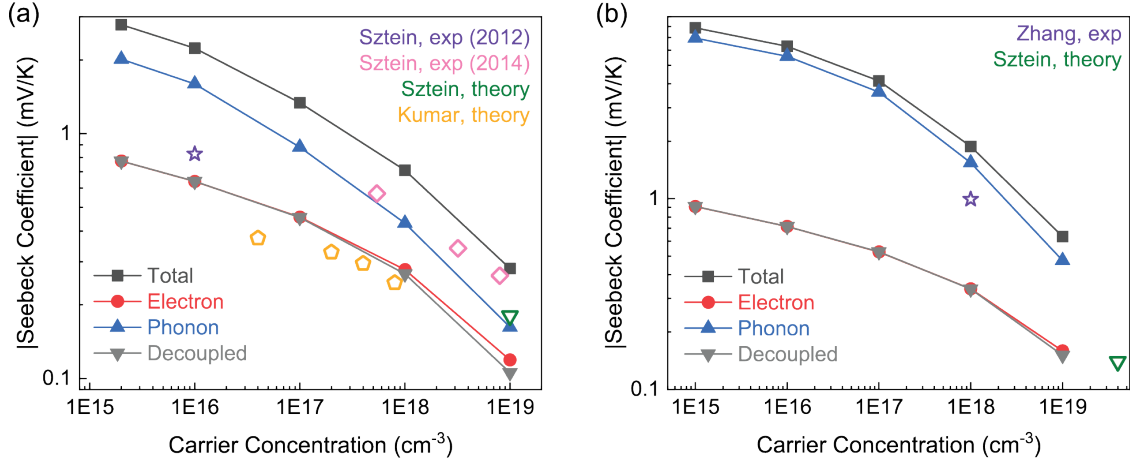 (a)
Sztein, exp (2012)
Sztein, exp (2014)
Sztein, theory
Kumar, theory
|Seebeck Coefficient| (mV/K)
1
0.1
Total
Electron
Phonon
Decoupled
1E15 1E16 1E17 1E18 1E19
Carrier Concentration (cm-3)
(b)
Zhang, exp
Sztein, theory
|Seebeck Coefficient| (mV/K)
1
0.1
Total
Electron
Phonon
Decoupled
1E15 1E16 1E17 1E18 1E19
Carrier Concentration (cm-3)